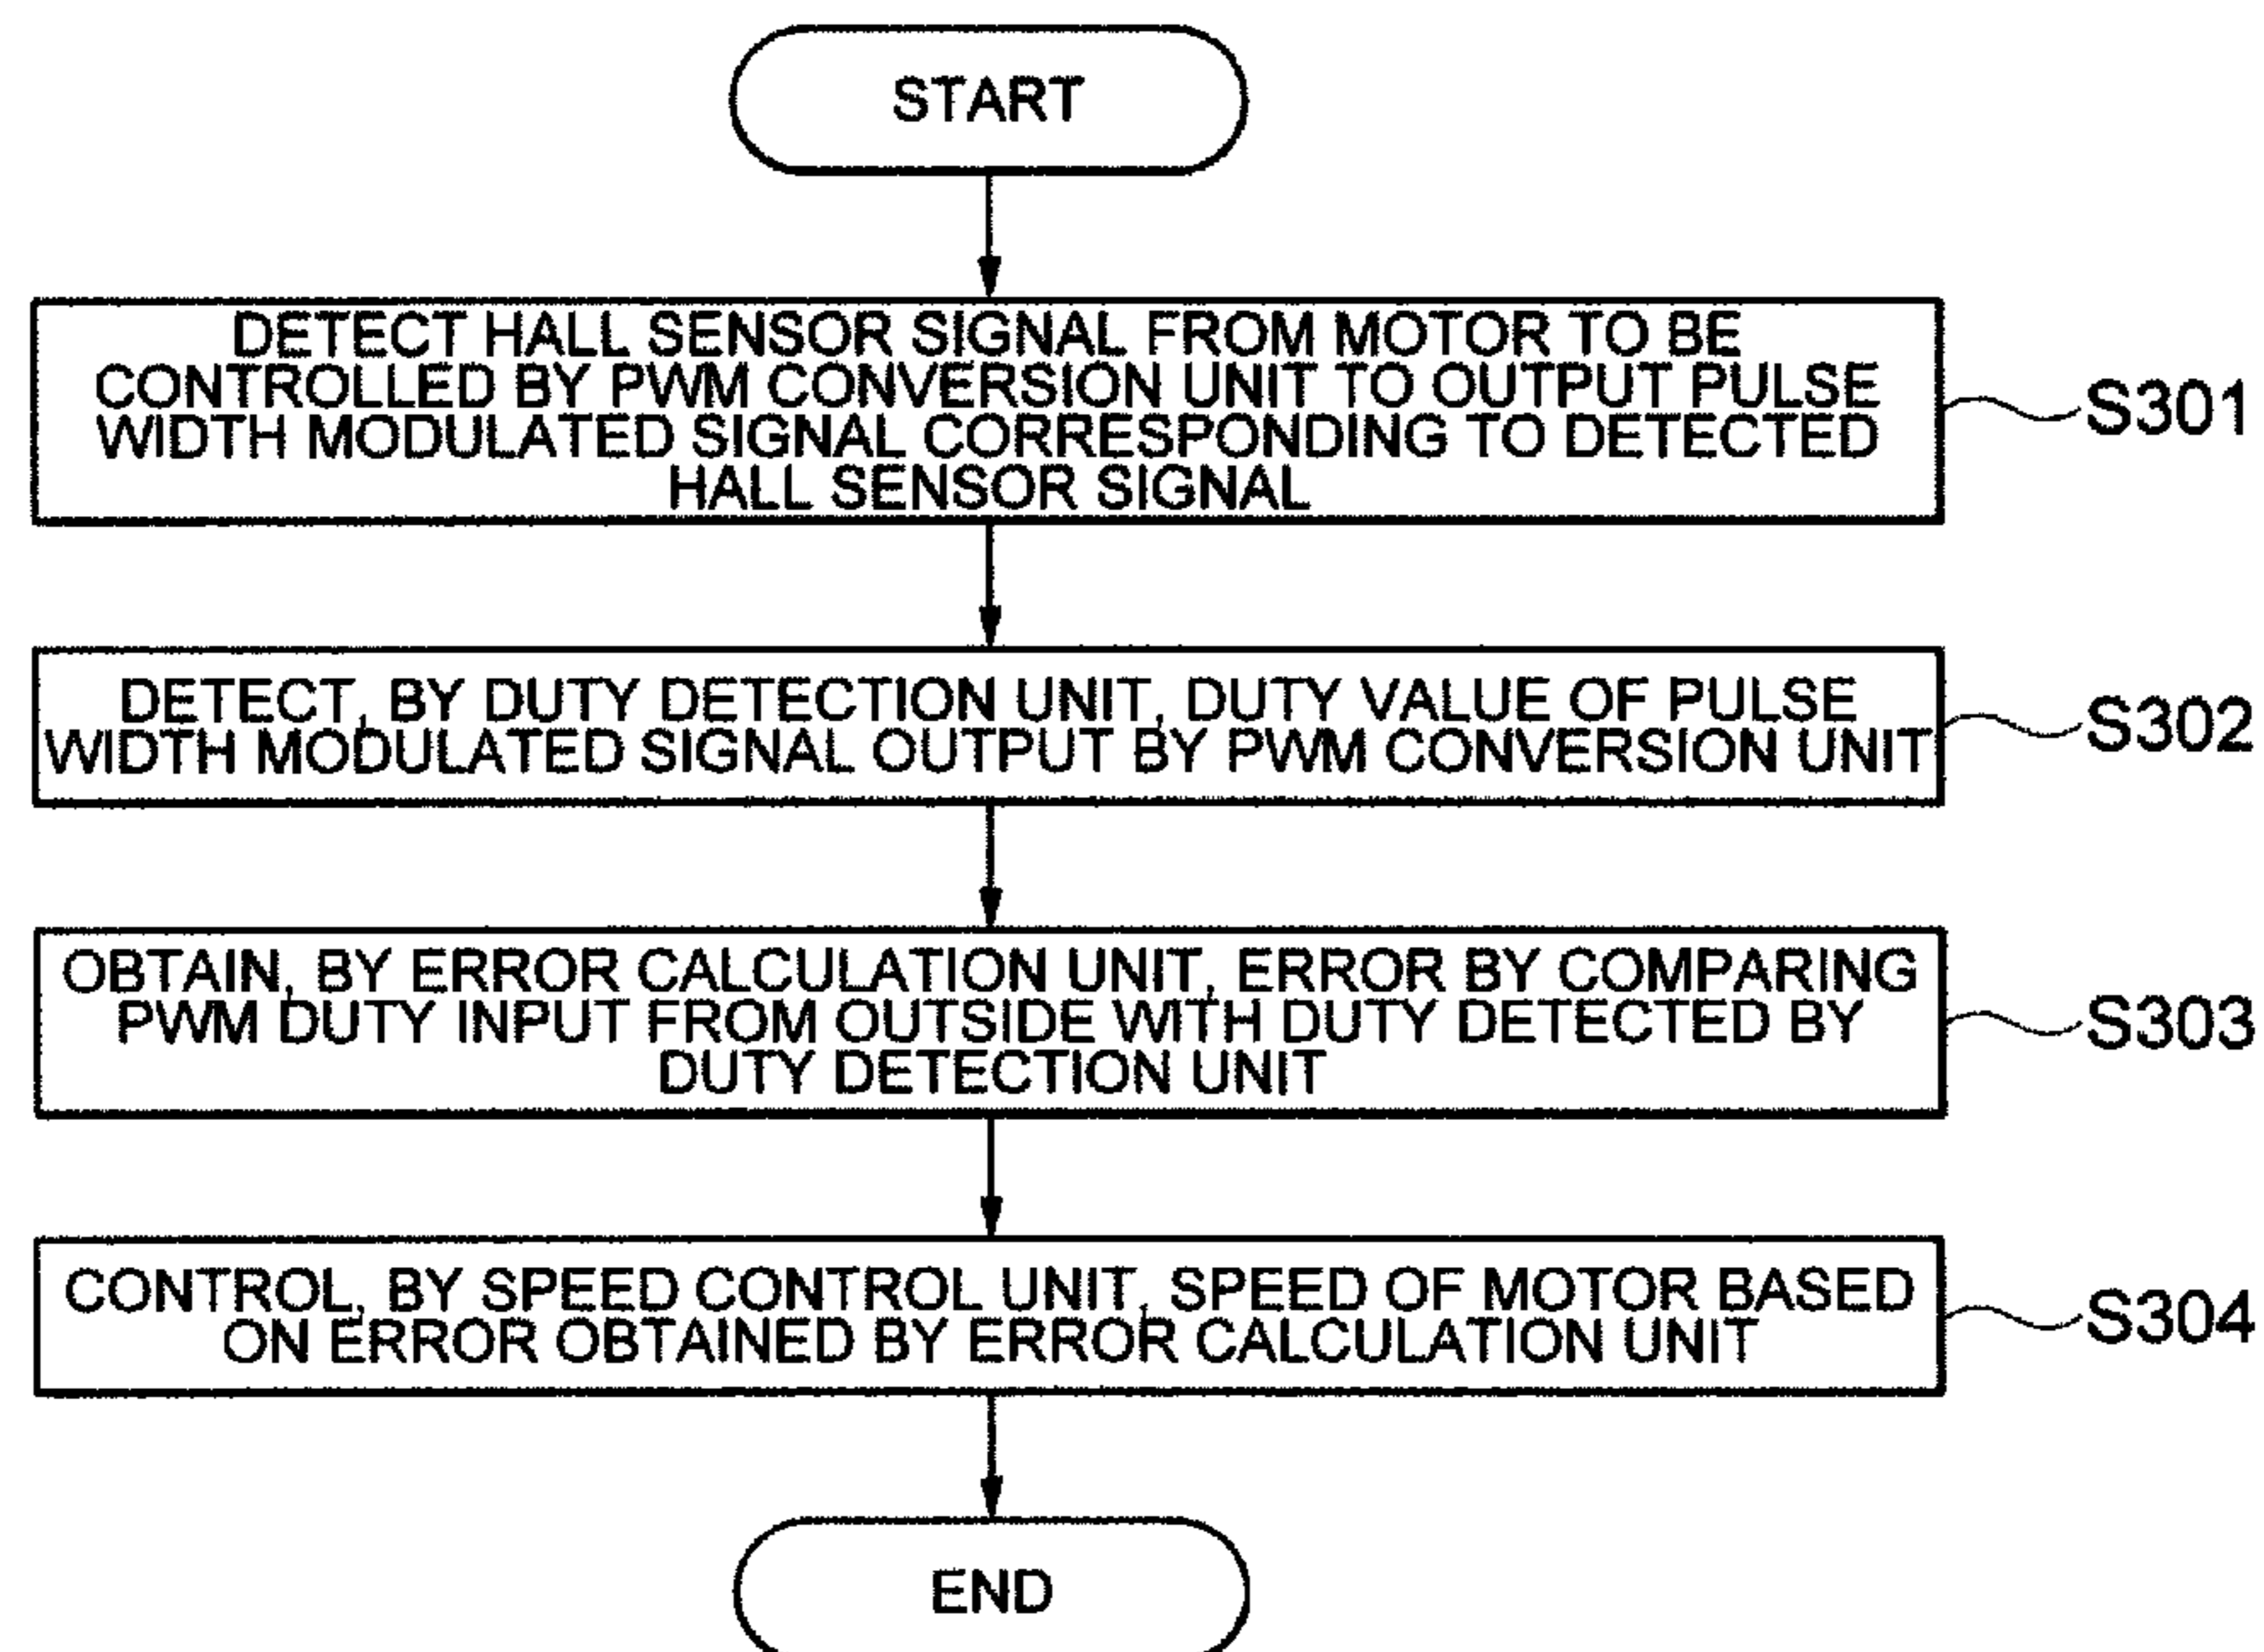 START
DETECT HALL SENSOR SIGNAL FROM MOTOR TO BE
CONTROLLED BY PWM CONVERSION UNIT TO OUTPUT PULSE
WIDTH MODULATED SIGNAL CORRESPONDING TO DETECTED
HALL SENSOR SIGNAL
S301
DETECT, BY DUTY DETECTION UNIT, DUTY VALUE OF PULSE
WIDTH MODULATED SIGNAL OUTPUT BY PWM CONVERSION UNIT
S302
OBTAIN, BY ERROR CALCULATION UNIT, ERROR BY COMPARING
PWM DUTY INPUT FROM OUTSIDE WITH DUTY DETECTED BY
DUTY DETECTION UNIT
S303
CONTROL, BY SPEED CONTROL UNIT, SPEED OF MOTOR BASED
ON ERROR OBTAINED BY ERROR CALCULATION UNIT
S304
END